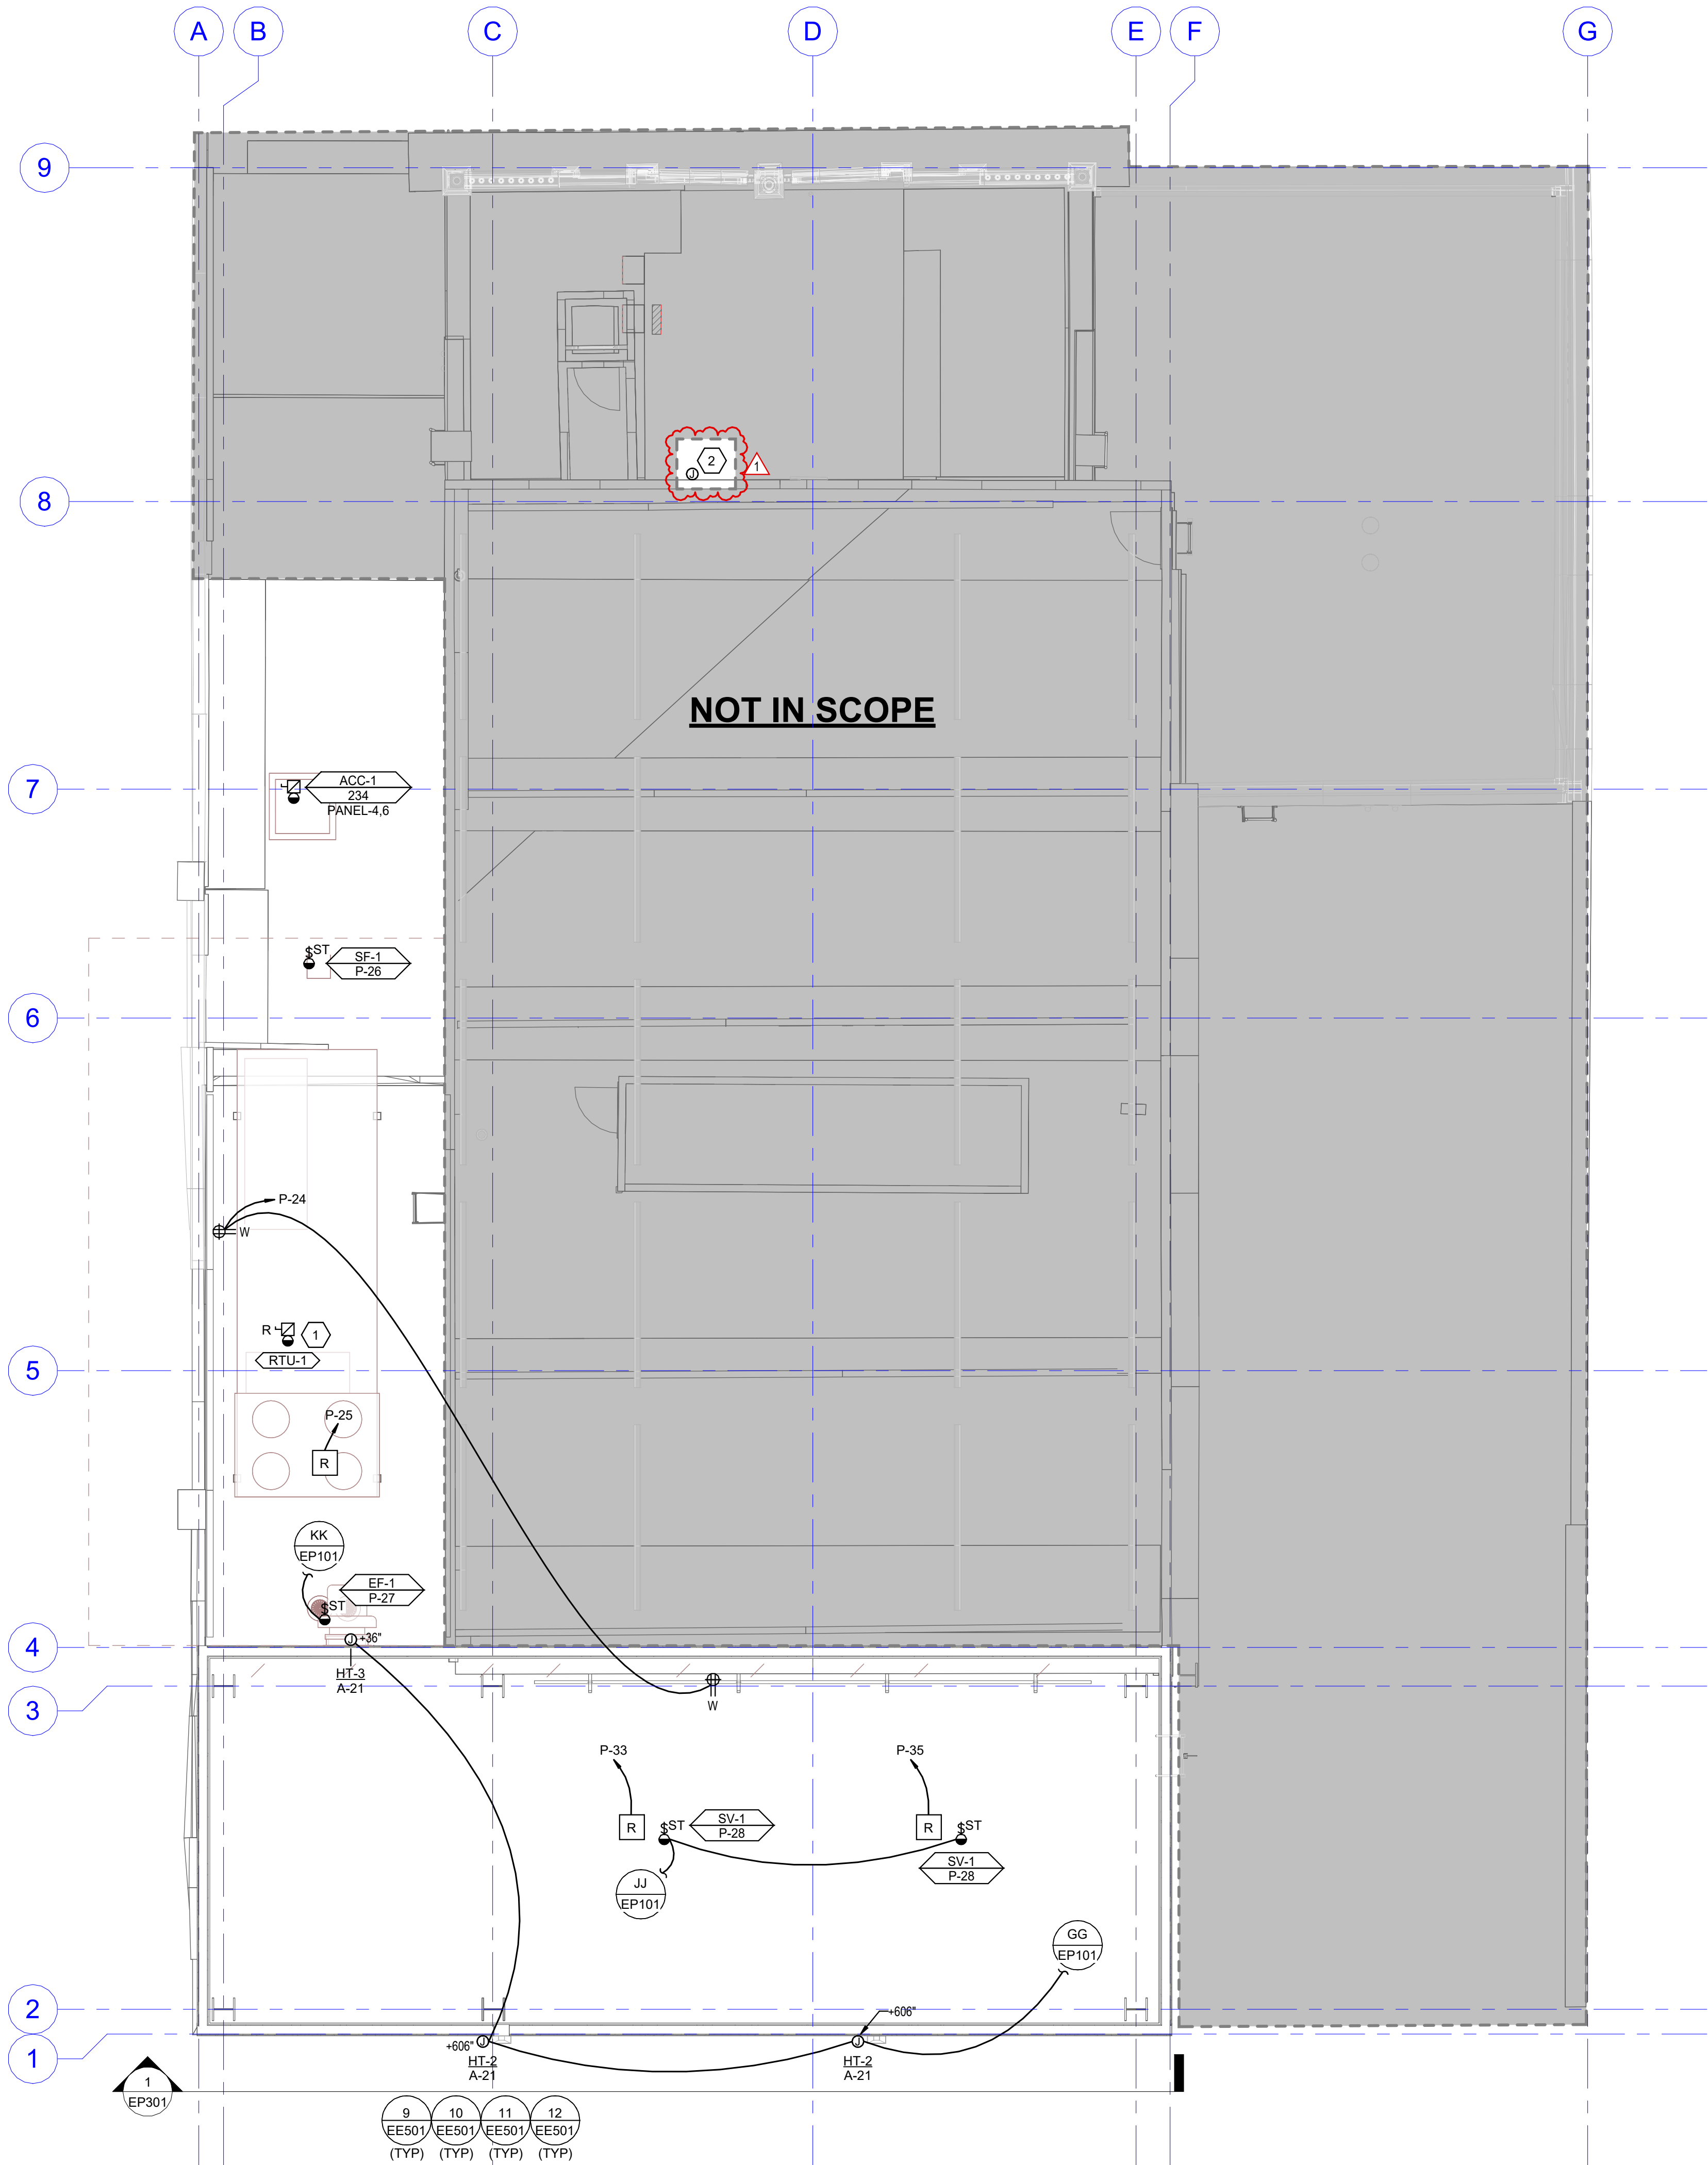 A B C D E F G
9
2
J
1
8
NOT IN SCOPE
7
ACC-1
234
PANEL-4,6
$ST
SF-1
P-26
6
P-24
W
R
1
RTU-1
5
P-25
R
KK
EP101
EF-1
P-27
$ST
4
J +36"
HT-3
A-21
3
W
P-33
P-35
R
$ST
SV-1
P-28
R
$ST
SV-1
P-28
JJ
EP101
GG
EP101
2
+606"
1
+606"
J
J
HT-2
A-21
HT-2
A-21
1
EP301
9 10 11 12
EE501 EE501 EE501 EE501
(TYP) (TYP) (TYP) (TYP)